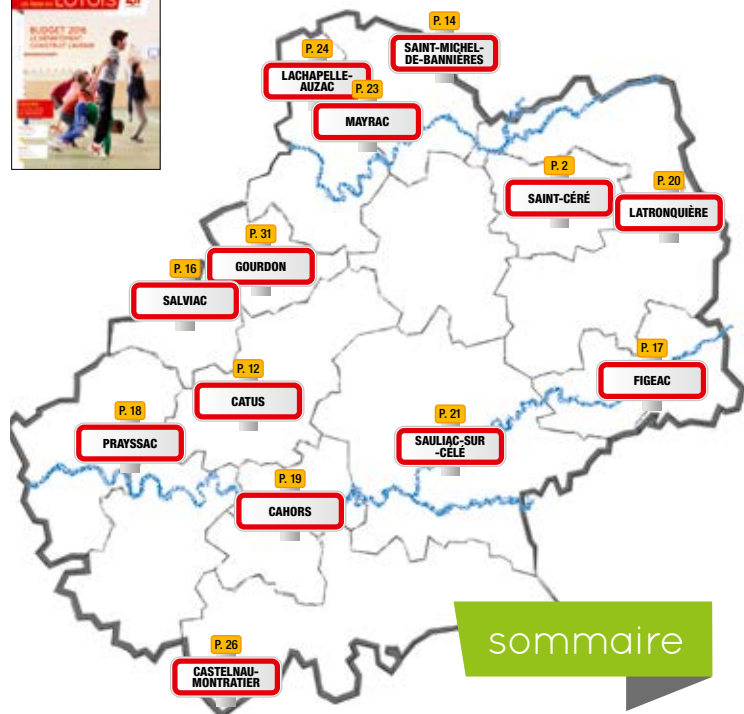 LOTOIS
BUDGET 2016
LE DÉPARTEMENT
CONSTRUIT L'AVENIR
P. 14
SAINT-MICHEL-
DE-BANNIÈRES
P. 24
LACHAPELLE-
AUZAC
P. 23
MAYRAC
P. 2
SAINT-CÉRÉ
P. 20
LATRONQUIÈRE
P. 31
GOURDON
P. 16
SALVIAC
P. 17
FIGEAC
P. 12
CATUS
P. 18
PRAYSSAC
P. 21
SAULIAC-SUR
-CÉLÉ
P. 19
CAHORS
sommaire
P. 26
CASTELNAU-
MONTRATIER